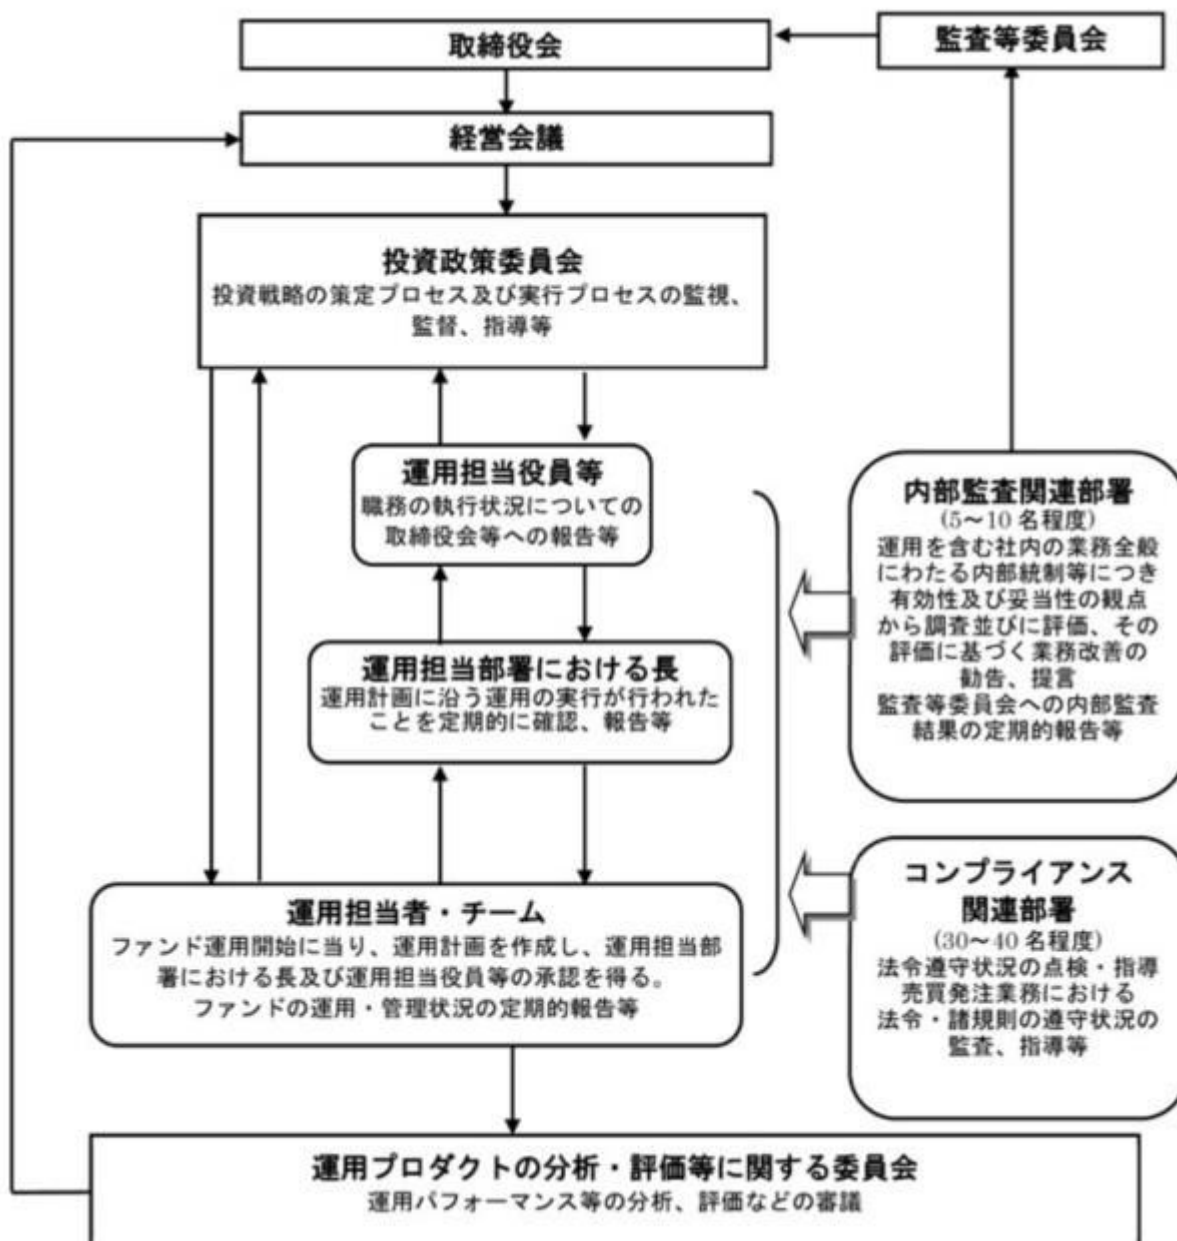 取締役会
監査等委員会
経営会議
投資政策委員会
投資戦略の策定プロセス及び実行プロセスの監視、
監督、指導等
運用担当役員等
職務の執行状況についての
取締役会等への報告等
運用担当部署における長
運用計画に沿う運用の実行が行われた
ことを定期的に確認、報告等
運用担当者・チーム
ファンド運用開始に当り、運用計画を作成し、運用担当部
署における長及び運用担当役員等の承認を得る。
ファンドの運用・管理状況の定期的報告等
内部監査関連部署
(5～10 名程度)
運用を含む社内の業務全般
にわたる内部統制等につき
有効性及び妥当性の観点
から調査並びに評価、その
評価に基づく業務改善の
勧告、提言
監査等委員会への内部監査
結果の定期的報告等
コンプライアンス
関連部署
(30～40 名程度)
法令遵守状況の点検・指導
売買発注業務における
法令・諸規則の遵守状況の
監査、指導等
運用プロダクトの分析・評価等に関する委員会
運用パフォーマンス等の分析、評価などの審議